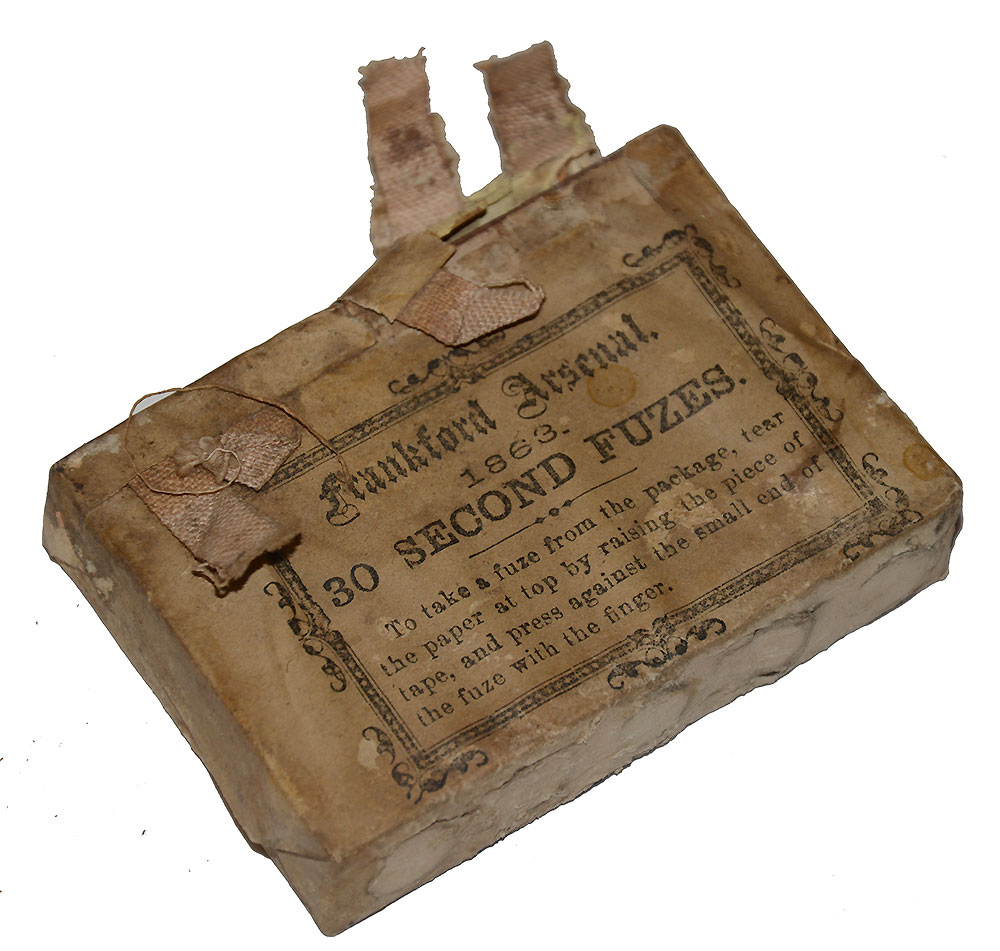 Frankford Arsenal.
1863.
30 SECOND FUZES.
To take a fuze from the package, tear
the paper at top by raising the piece of
tape, and press against the small end of
the fuze with the finger.